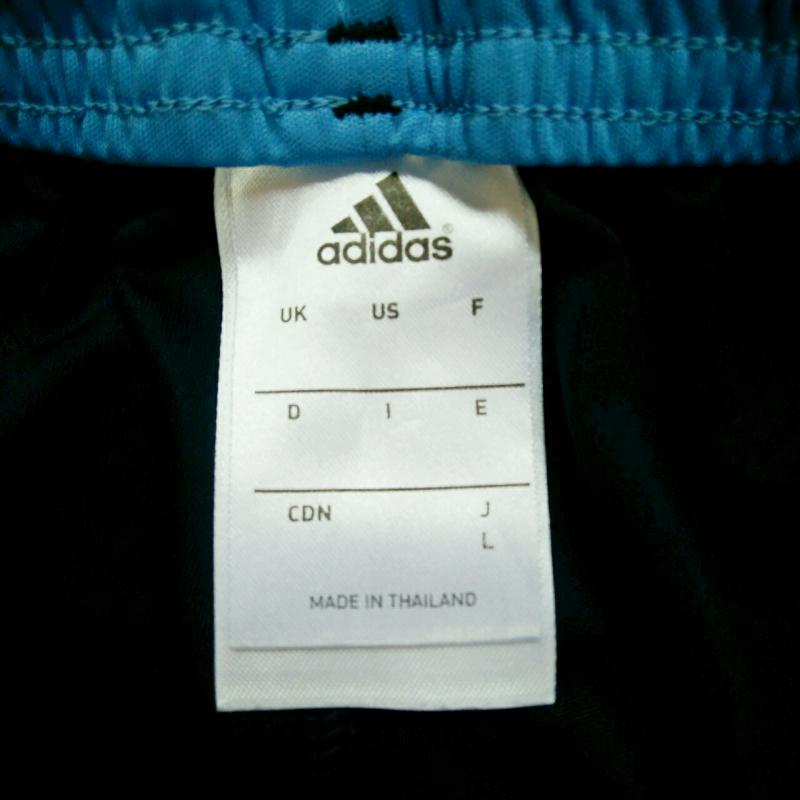 adidas®
UK US F
D I E
CDN J
L
MADE IN THAILAND